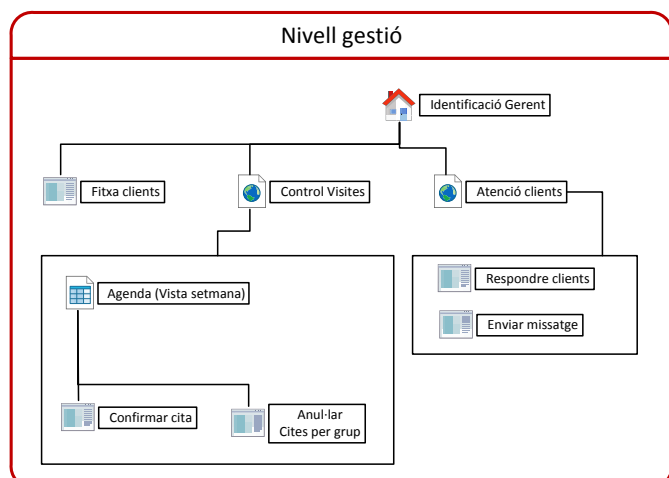 Nivell gestió
Identificació Gerent
Fitxa clients
Control Visites
Atenció clients
Agenda (Vista setmana)
Respondre clients
Enviar missatge
Confirmar cita
Anul·lar
Cites per grup